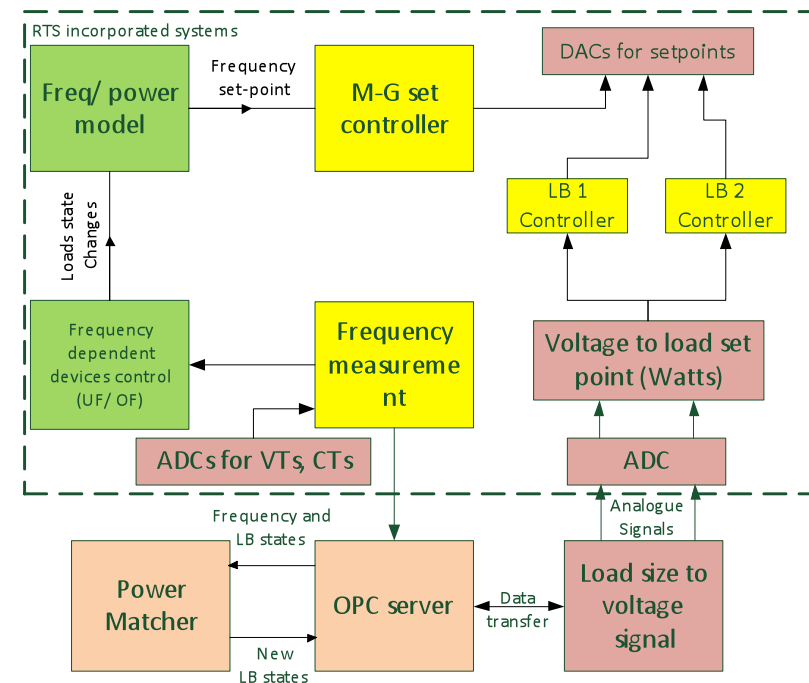 RTS incorporated systems
Freq/ power
model
Frequency
set-point
M-G set
controller
DACs for setpoints
LB 1
Controller
LB 2
Controller
Loads state
Changes
Frequency
dependent
devices control
(UF/ OF)
Frequency
measureme
nt
Voltage to load set
point (Watts)
ADCs for VTs, CTs
ADC
Frequency and
LB states
Analogue
Signals
Power
Matcher
OPC server
Data
transfer
Load size to
voltage
signal
New
LB states